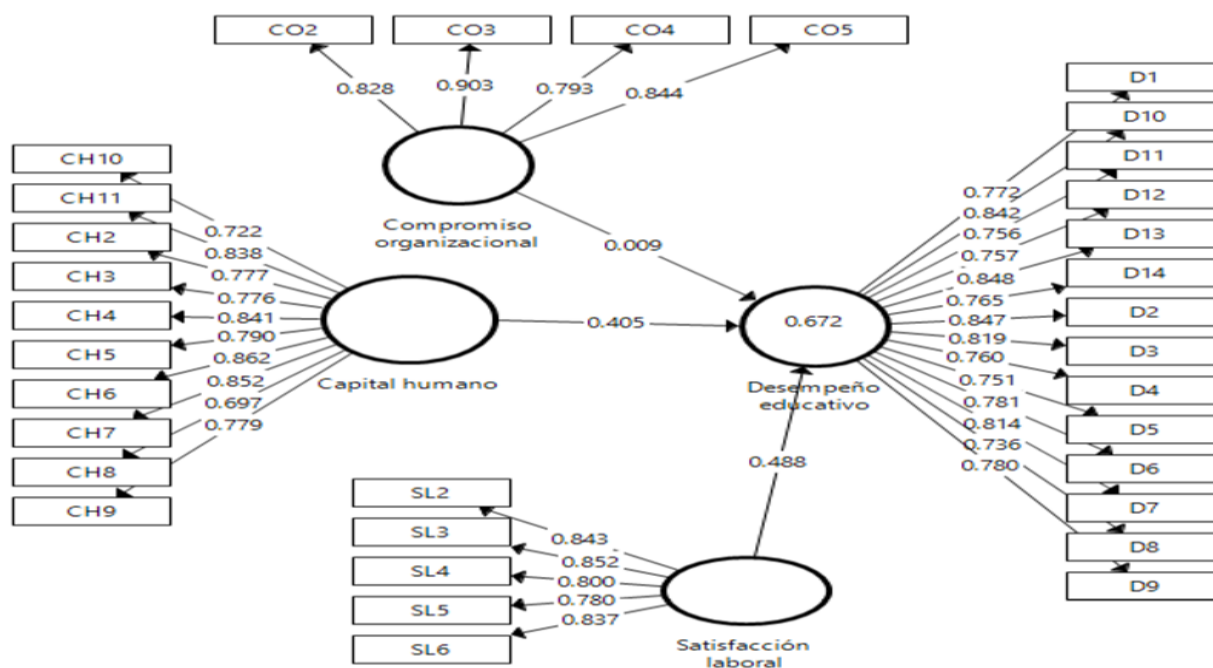 CO2
CO3
CO4
CO5
0.828
0.903
0.793
0.844
Compromiso
organizacional
0.009
CH10
CH11
CH2
CH3
CH4
CH5
CH6
CH7
CH8
CH9
0.722
0.838
0.777
0.776
0.841
0.790
0.862
0.852
0.697
0.779
Capital humano
0.405
0.672
Desempeño
educativo
0.488
D1
D10
D11
D12
D13
D14
D2
D3
D4
D5
D6
D7
D8
D9
0.772
0.842
0.756
0.757
0.848
0.765
0.847
0.819
0.760
0.751
0.781
0.814
0.736
0.780
SL2
SL3
SL4
SL5
SL6
0.843
0.852
0.800
0.780
0.837
Satisfacción
laboral